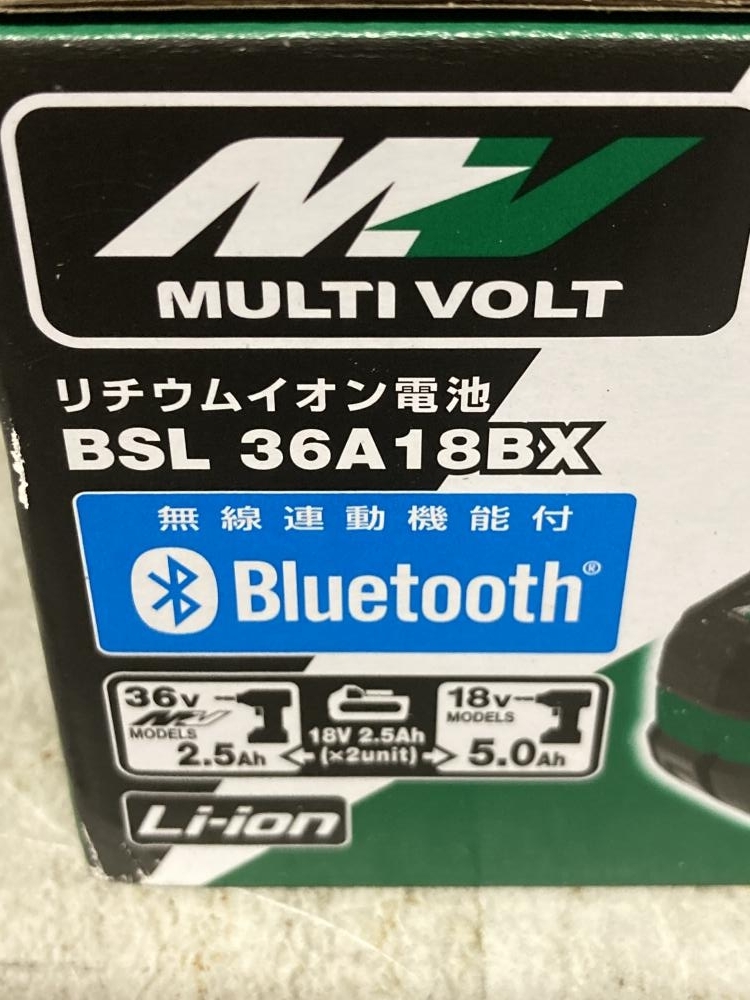 MV
MULTI VOLT
リチウムイオン電池
BSL 36A18BX
無線連動機能付
Bluetooth®
36V
MV
MODELS
2.5Ah
18V 2.5Ah
(×2unit)
18V
MODELS
5.0Ah
Li-ion